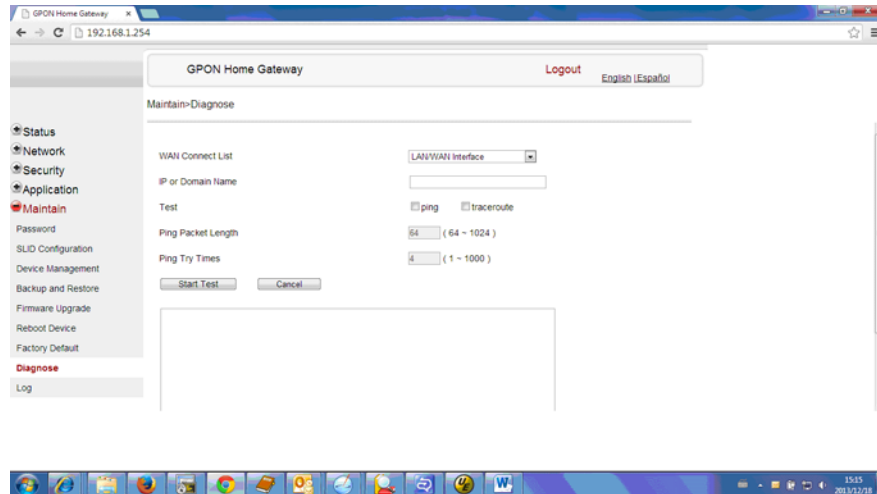 GPON Home Gateway
192.168.1.254
GPON Home Gateway
Logout
English | Español
Maintain>Diagnose
Status
Network
Security
Application
Maintain
Password
SLID Configuration
Device Management
Backup and Restore
Firmware Upgrade
Reboot Device
Factory Default
Diagnose
Log
WAN Connect List
LAN/WAN Interface
IP or Domain Name
Test
ping
traceroute
Ping Packet Length
64
( 64 ~ 1024 )
Ping Try Times
4
( 1 ~ 1000 )
Start Test
Cancel
15:15
2013/12/18